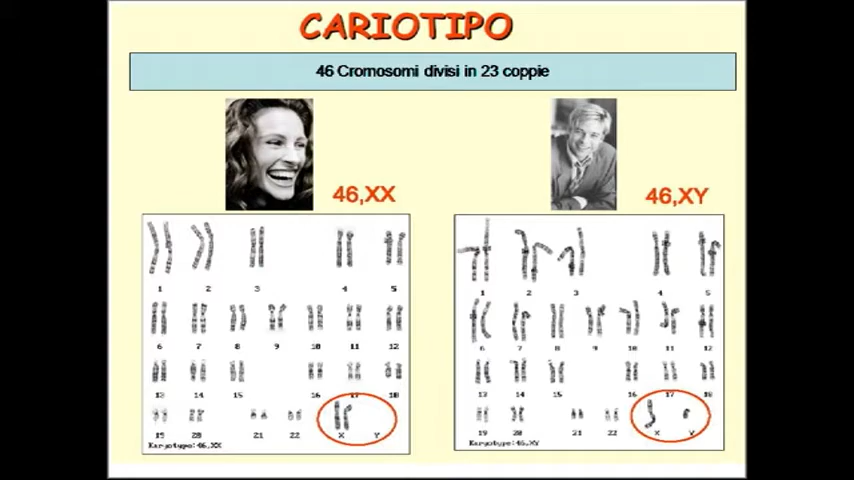 CARIOTIPO
46 Cromosomi divisi in 23 coppie
46,XX
46,XY
1 2 3 4 5
6 7 8 9 10 11 12
13 14 15 16 17 18
19 20 21 22 X Y
Karyotype:46,XX
1 2 3 4 5
6 7 8 9 10 11 12
13 14 15 16 17 18
19 20 21 22 X Y
Karyotype:46,XY